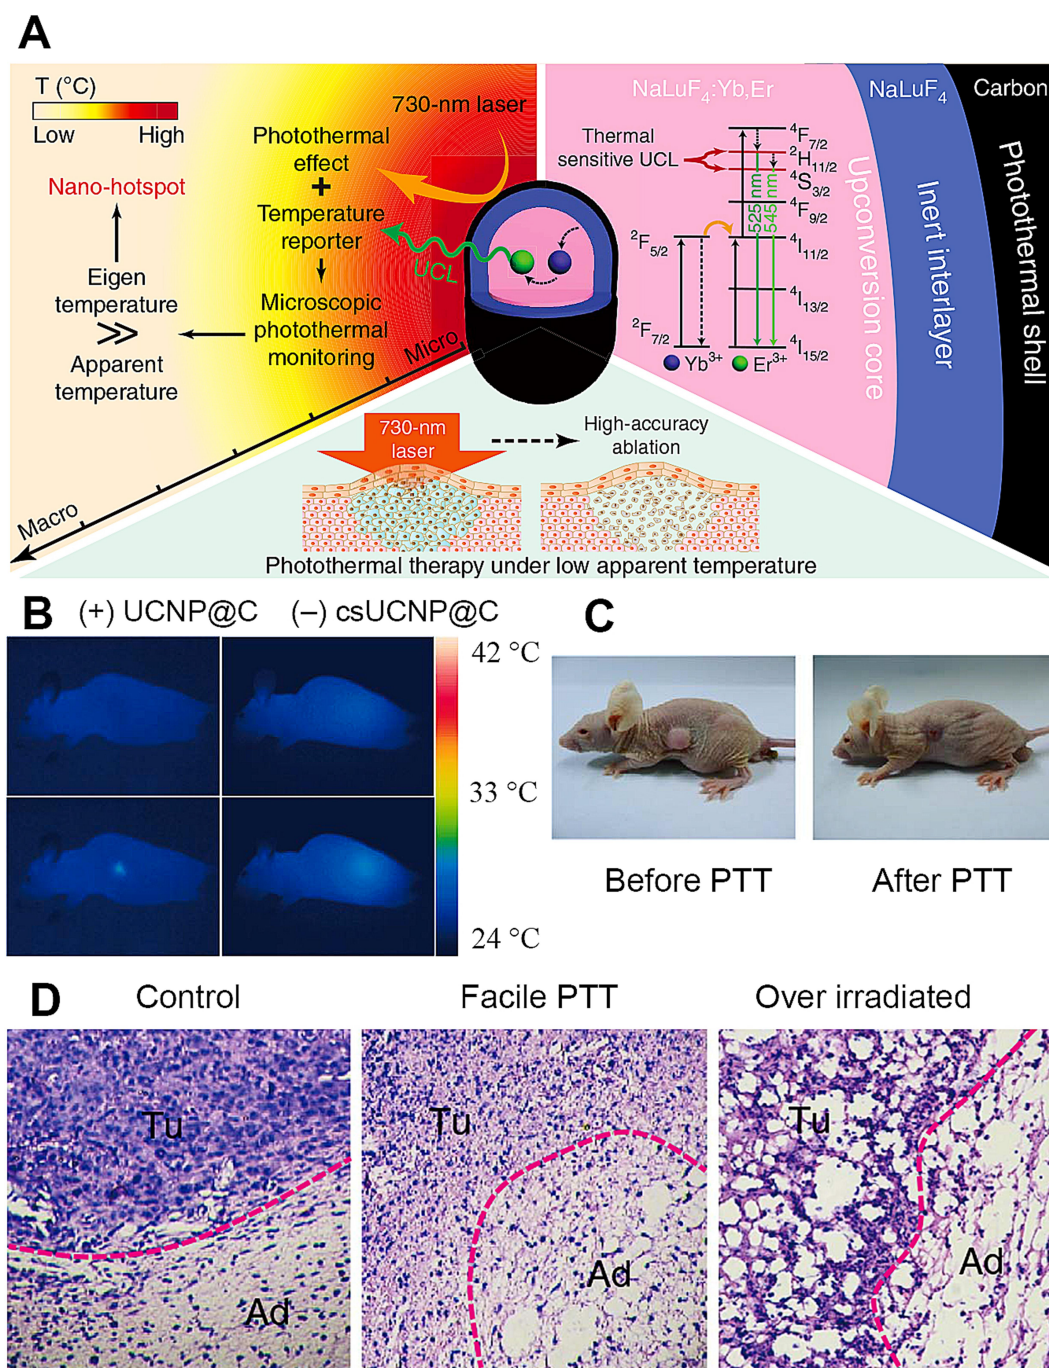 A
T (°C)
Low
High
730-nm laser
Photothermal
effect
+
Temperature
reporter
UCL
Microscopic
photothermal
monitoring
Nano-hotspot
Eigen
temperature
≫
Apparent
temperature
Micro
Macro
NaLuF₄:Yb,Er
NaLuF₄
Carbon
Thermal
sensitive UCL
⁴F₇/₂
²H₁₁/₂
⁴S₃/₂
⁴F₉/₂
⁴I₁₁/₂
⁴I₁₃/₂
⁴I₁₅/₂
525 nm
545 nm
²F₅/₂
²F₇/₂
Yb³⁺
Er³⁺
Upconversion core
Inert interlayer
Phototothermal shell
730-nm
laser
High-accuracy
ablation
Photothermal therapy under low apparent temperature
B
(+) UCNP@C
(–) csUCNP@C
42 °C
33 °C
24 °C
C
Before PTT
After PTT
D
Control
Facile PTT
Over irradiated
Tu
Ad
Tu
Ad
Tu
Ad